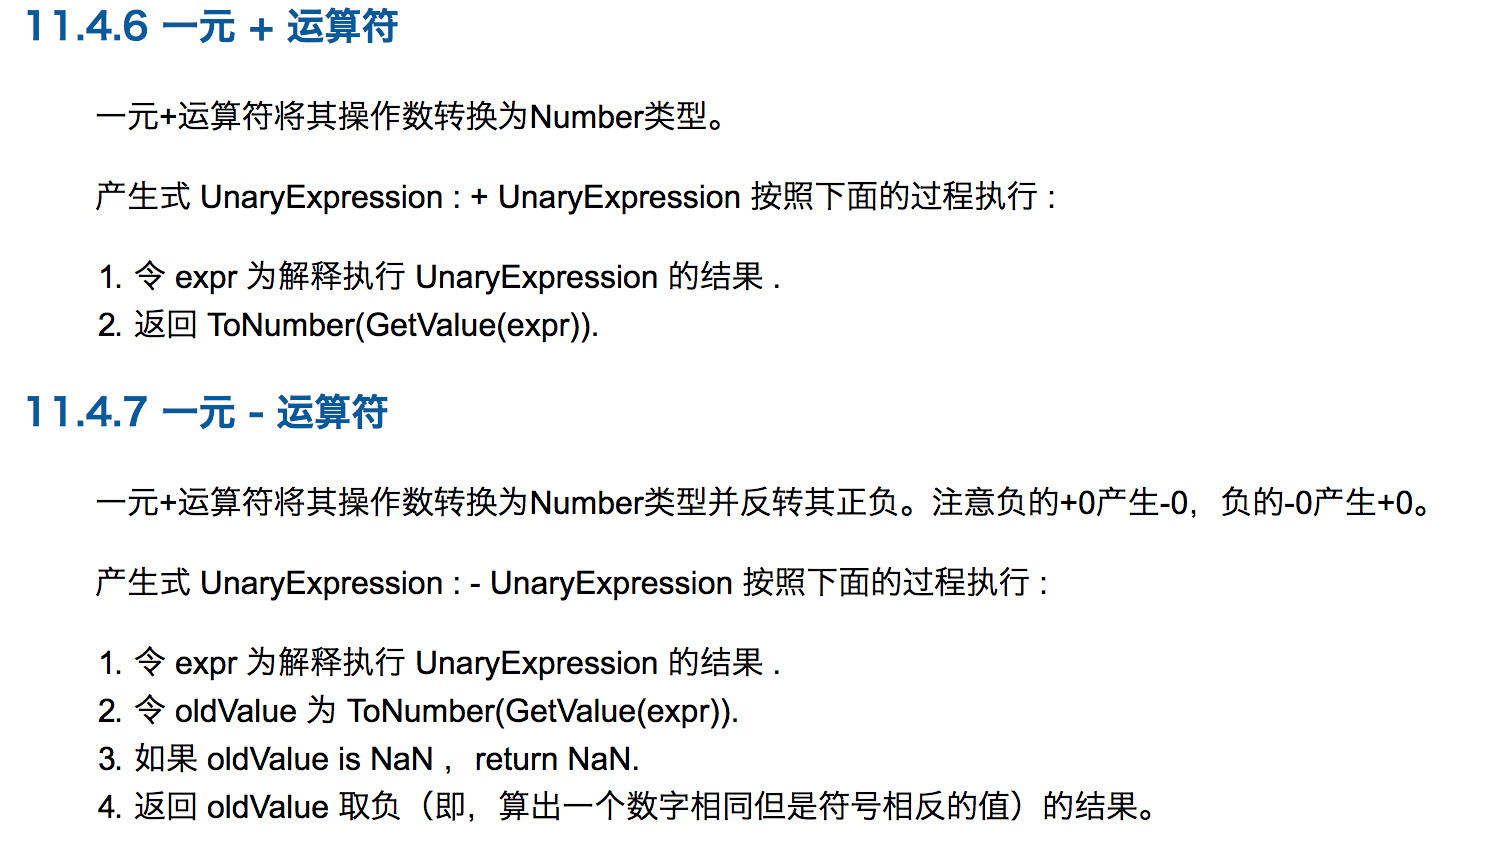 11.4.6 一元 + 运算符
一元+运算符将其操作数转换为Number类型。
产生式 UnaryExpression : + UnaryExpression 按照下面的过程执行 :
1. 令 expr 为解释执行 UnaryExpression 的结果 .
2. 返回 ToNumber(GetValue(expr)).
11.4.7 一元 - 运算符
一元+运算符将其操作数转换为Number类型并反转其正负。注意负的+0产生-0，负的-0产生+0。
产生式 UnaryExpression : - UnaryExpression 按照下面的过程执行 :
1. 令 expr 为解释执行 UnaryExpression 的结果 .
2. 令 oldValue 为 ToNumber(GetValue(expr)).
3. 如果 oldValue is NaN ，return NaN.
4. 返回 oldValue 取负（即，算出一个数字相同但是符号相反的值）的结果。